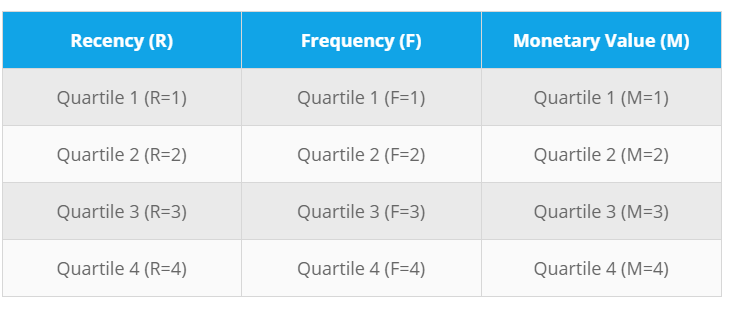 Recency (R) Frequency (F) Monetary Value (M)
Quartile 1 (R=1) Quartile 1 (F=1) Quartile 1 (M=1)
Quartile 2 (R=2) Quartile 2 (F=2) Quartile 2 (M=2)
Quartile 3 (R=3) Quartile 3 (F=3) Quartile 3 (M=3)
Quartile 4 (R=4) Quartile 4 (F=4) Quartile 4 (M=4)